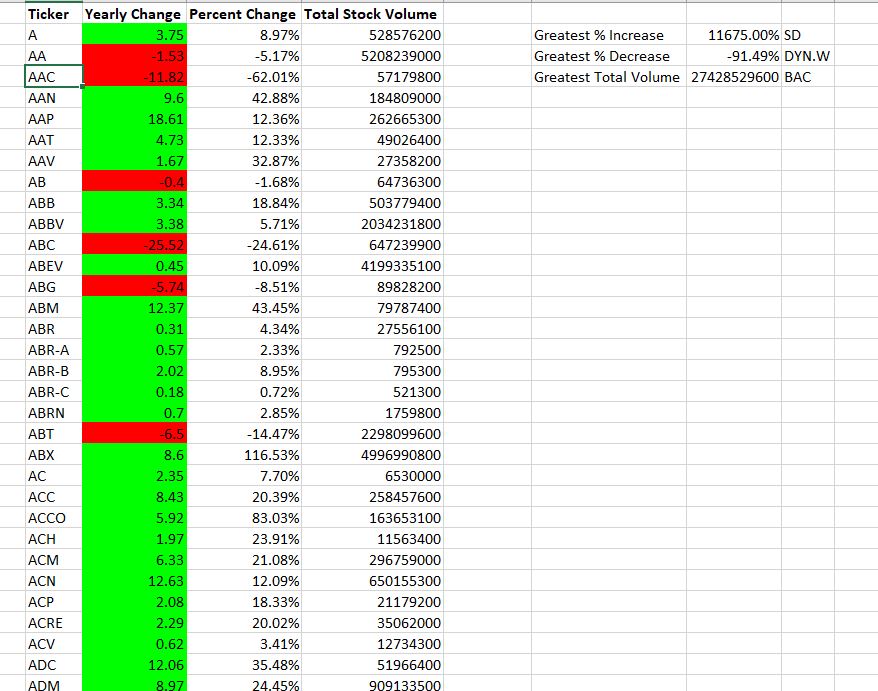 Ticker Yearly Change Percent Change Total Stock Volume
A 3.75 8.97% 528576200 Greatest % Increase 11675.00% SD
AA -1.53 -5.17% 5208239000 Greatest % Decrease -91.49% DYN.W
AAC -11.82 -62.01% 57179800 Greatest Total Volume 27428529600 BAC
AAN 9.6 42.88% 184809000
AAP 18.61 12.36% 262665300
AAT 4.73 12.33% 49026400
AAV 1.67 32.87% 27358200
AB -0.4 -1.68% 64736300
ABB 3.34 18.84% 503779400
ABBV 3.38 5.71% 2034231800
ABC -25.52 -24.61% 647239900
ABEV 0.45 10.09% 4199335100
ABG -5.74 -8.51% 89828200
ABM 12.37 43.45% 79787400
ABR 0.31 4.34% 27556100
ABR-A 0.57 2.33% 792500
ABR-B 2.02 8.95% 795300
ABR-C 0.18 0.72% 521300
ABRN 0.7 2.85% 1759800
ABT -6.5 -14.47% 2298099600
ABX 8.6 116.53% 4996990800
AC 2.35 7.70% 6530000
ACC 8.43 20.39% 258457600
ACCO 5.92 83.03% 163653100
ACH 1.97 23.91% 11563400
ACM 6.33 21.08% 296759000
ACN 12.63 12.09% 650155300
ACP 2.08 18.33% 21179200
ACRE 2.29 20.02% 35062000
ACV 0.62 3.41% 12734300
ADC 12.06 35.48% 51966400
ADM 8.97 24.45% 909133500